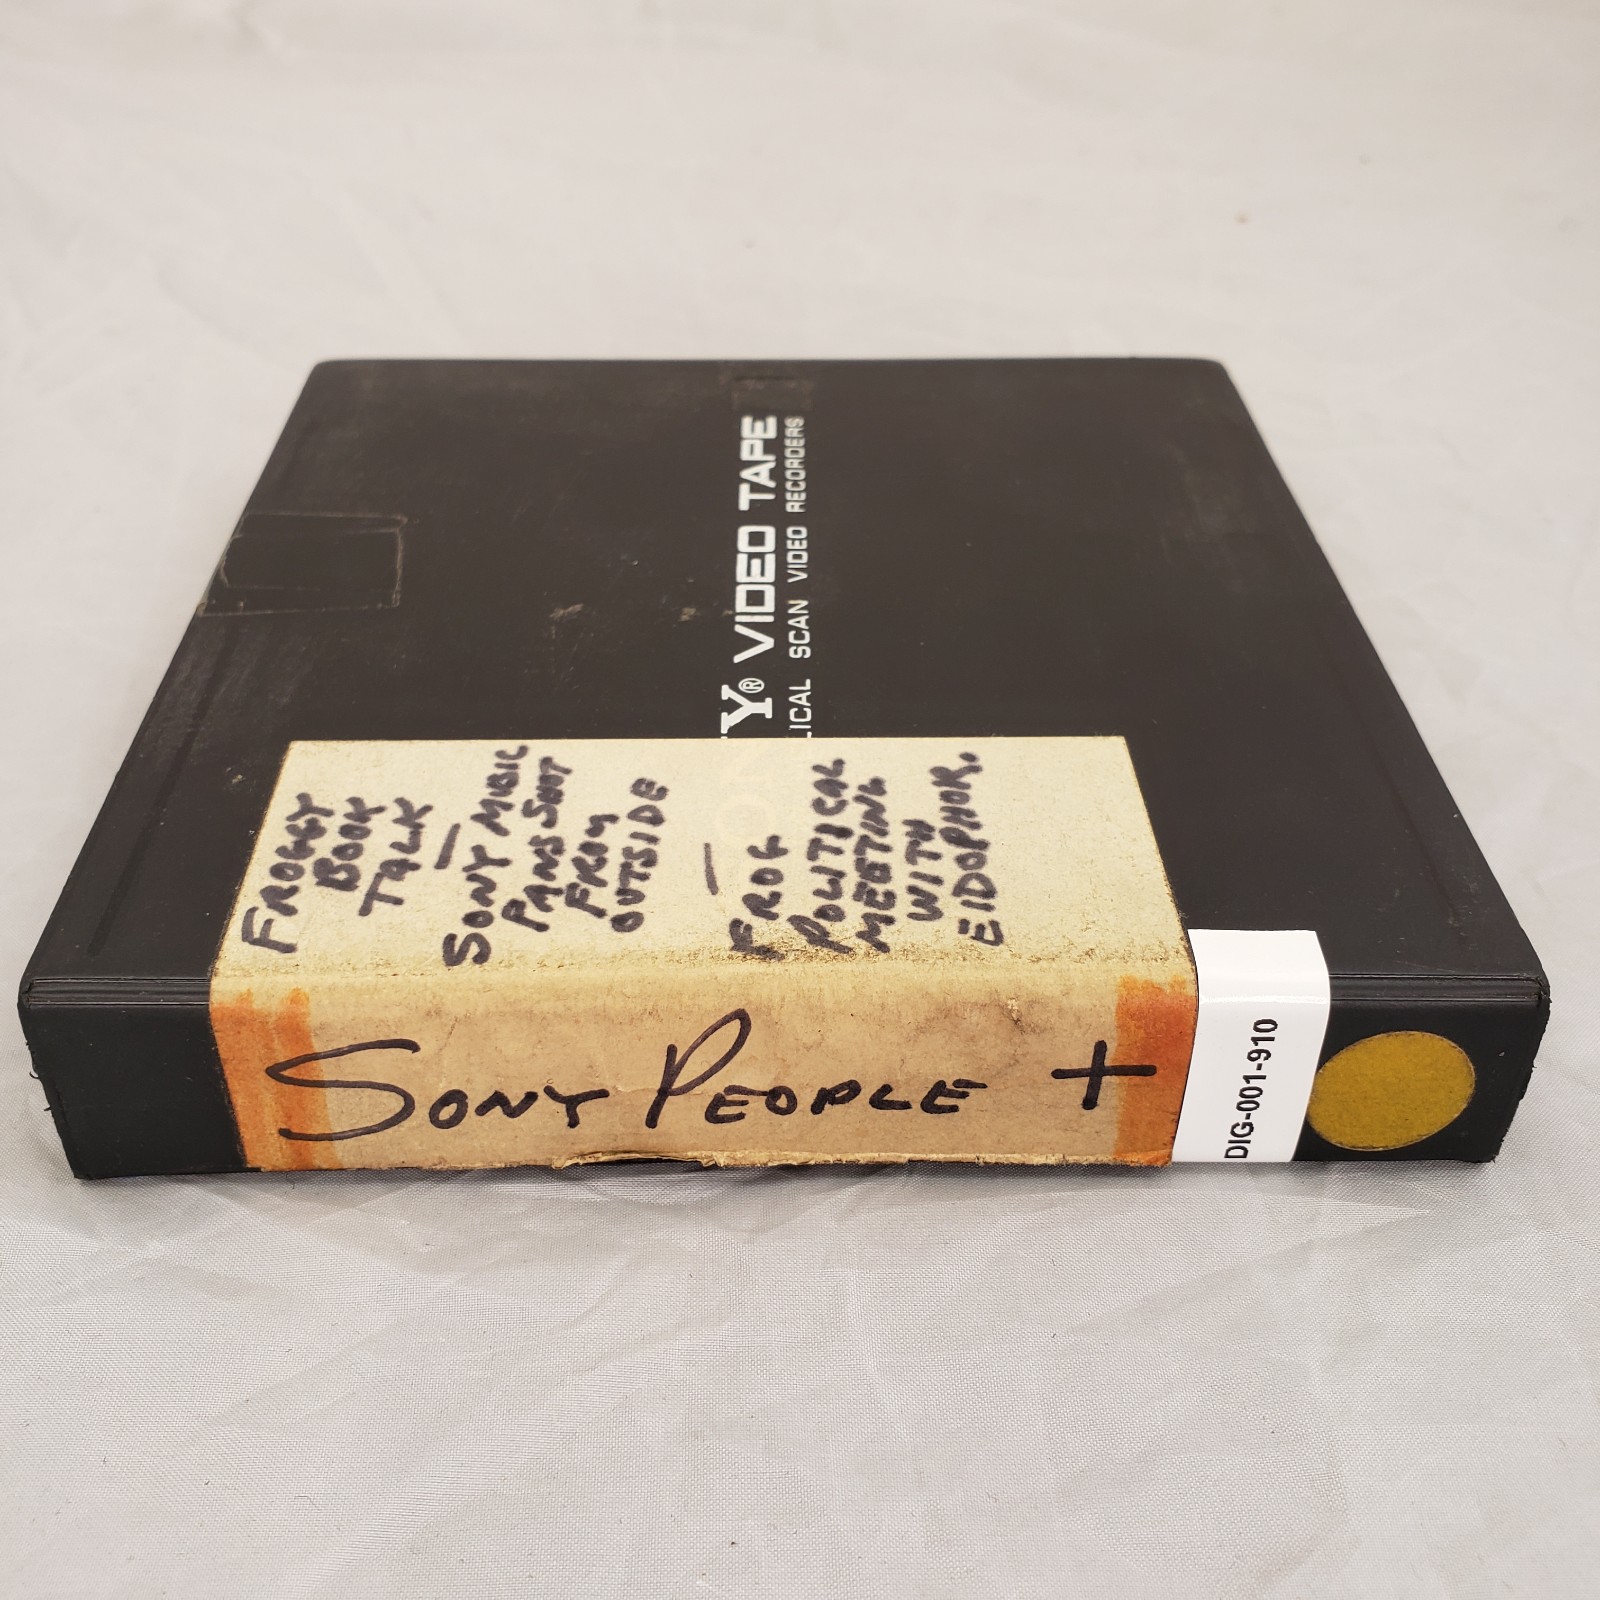 Y® VIDEO TAPE
LICAL SCAN VIDEO RECORDERS
FROGGY
BOOK
TALK
—
SONY MUSIC
PANS SHOT
FROM
OUTSIDE
—
FROG
POLITICAL
MEETING
WITH
EIDOPHOR.
SONY PEOPLE +
DIG-001-910